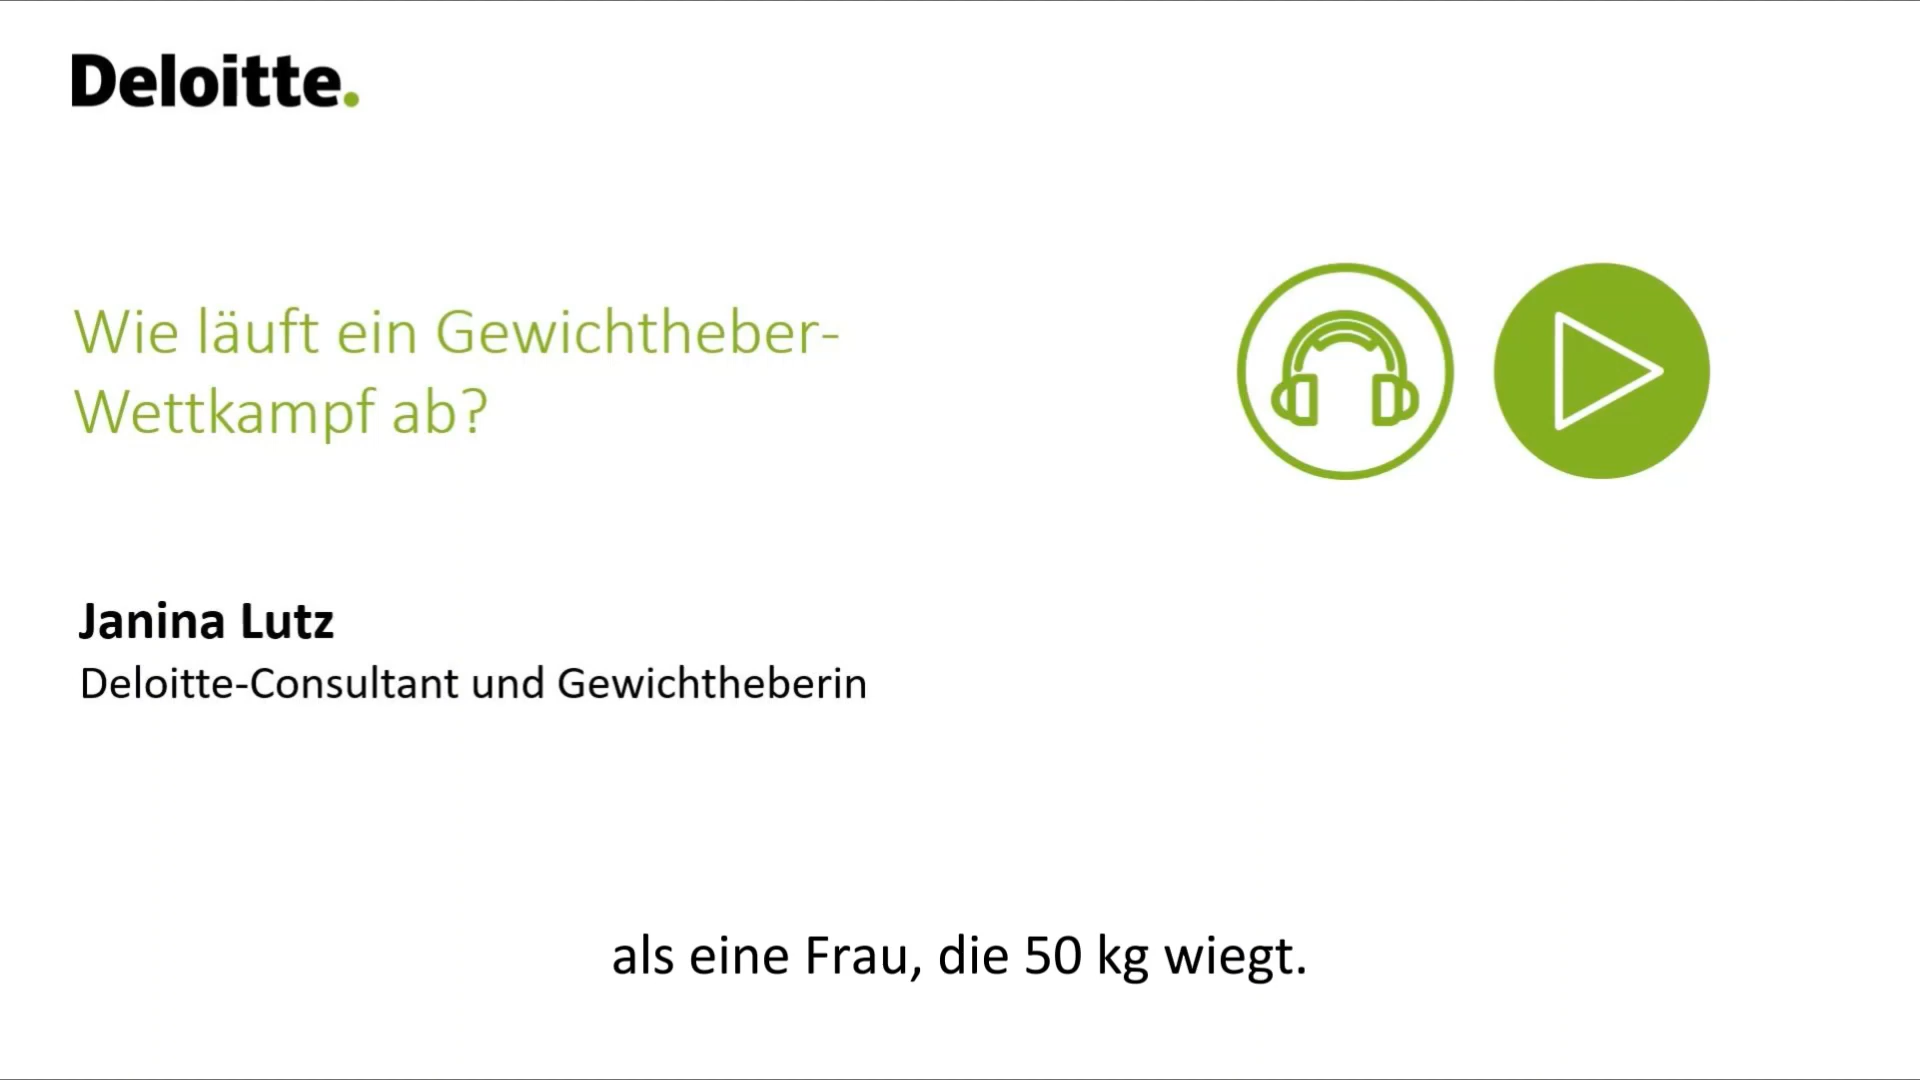 Deloitte.
Wie läuft ein Gewichtheber-
Wettkampf ab?
Janina Lutz
Deloitte-Consultant und Gewichtheberin
als eine Frau, die 50 kg wiegt.